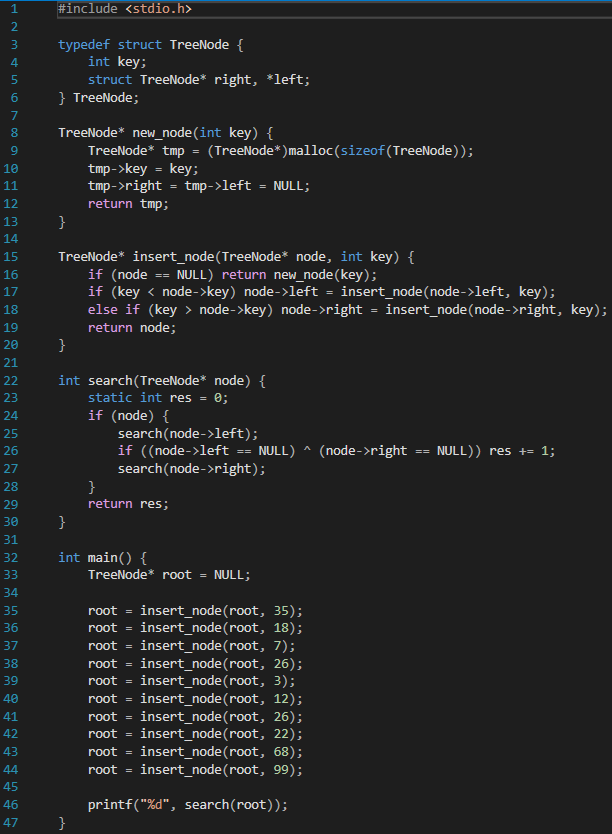 1 #include <stdio.h>
2
3 typedef struct TreeNode {
4     int key;
5     struct TreeNode* right, *left;
6 } TreeNode;
7
8 TreeNode* new_node(int key) {
9     TreeNode* tmp = (TreeNode*)malloc(sizeof(TreeNode));
10     tmp->key = key;
11     tmp->right = tmp->left = NULL;
12     return tmp;
13 }
14
15 TreeNode* insert_node(TreeNode* node, int key) {
16     if (node == NULL) return new_node(key);
17     if (key < node->key) node->left = insert_node(node->left, key);
18     else if (key > node->key) node->right = insert_node(node->right, key);
19     return node;
20 }
21
22 int search(TreeNode* node) {
23     static int res = 0;
24     if (node) {
25         search(node->left);
26         if ((node->left == NULL) ^ (node->right == NULL)) res += 1;
27         search(node->right);
28     }
29     return res;
30 }
31
32 int main() {
33     TreeNode* root = NULL;
34
35     root = insert_node(root, 35);
36     root = insert_node(root, 18);
37     root = insert_node(root, 7);
38     root = insert_node(root, 26);
39     root = insert_node(root, 3);
40     root = insert_node(root, 12);
41     root = insert_node(root, 26);
42     root = insert_node(root, 22);
43     root = insert_node(root, 68);
44     root = insert_node(root, 99);
45
46     printf("%d", search(root));
47 }